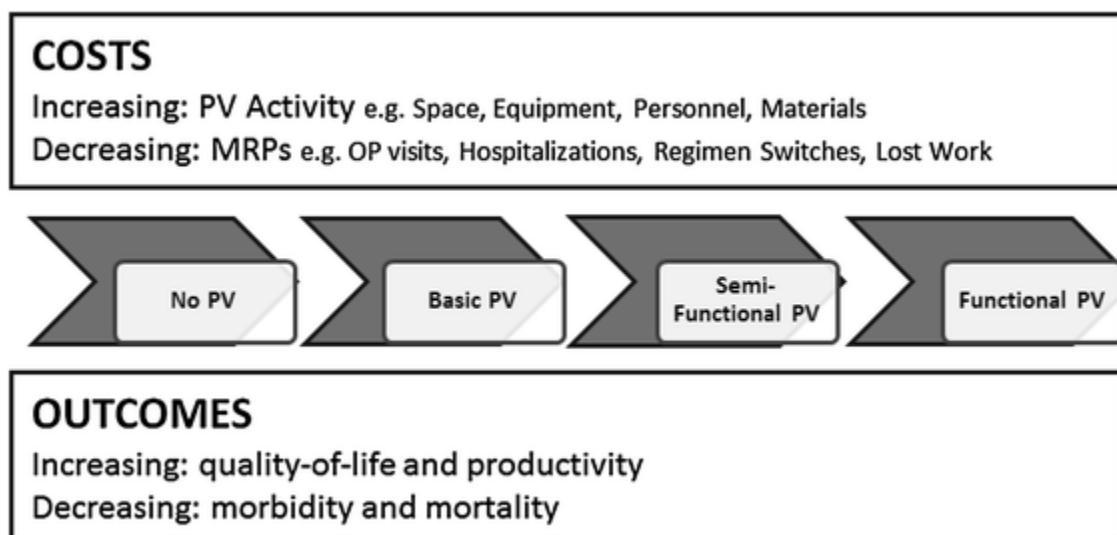 COSTS
Increasing: PV Activity e.g. Space, Equipment, Personnel, Materials
Decreasing: MRPs e.g. OP visits, Hospitalizations, Regimen Switches, Lost Work
No PV
Basic PV
Semi-
Functional PV
Functional PV
OUTCOMES
Increasing: quality-of-life and productivity
Decreasing: morbidity and mortality